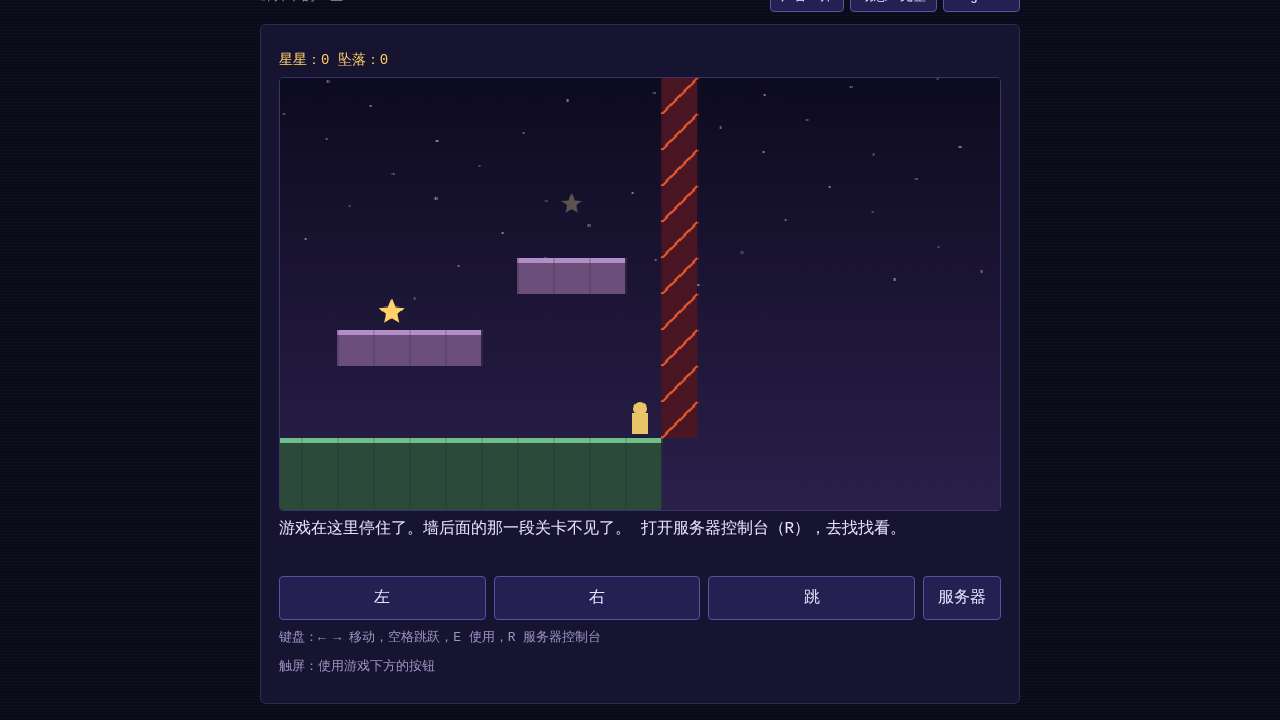 星星：0 坠落：0
游戏在这里停住了。墙后面的那一段关卡不见了。 打开服务器控制台（R），去找找看。
左 右 跳 服务器
键盘：← → 移动，空格跳跃，E 使用，R 服务器控制台
触屏：使用游戏下方的按钮